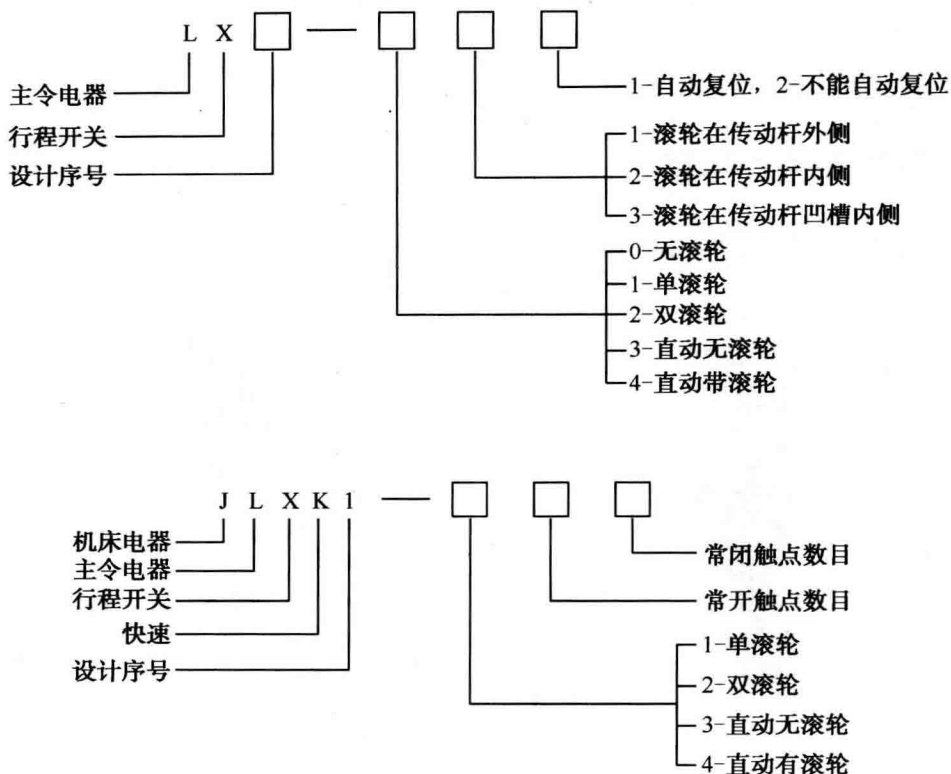 L X □ — □ □ □
主令电器
行程开关
设计序号
1-自动复位，2-不能自动复位
1-滚轮在传动杆外侧
2-滚轮在传动杆内侧
3-滚轮在传动杆凹槽内侧
0-无滚轮
1-单滚轮
2-双滚轮
3-直动无滚轮
4-直动带滚轮
J L X K 1 — □ □ □
机床电器
主令电器
行程开关
快速
设计序号
常闭触点数目
常开触点数目
1-单滚轮
2-双滚轮
3-直动无滚轮
4-直动有滚轮